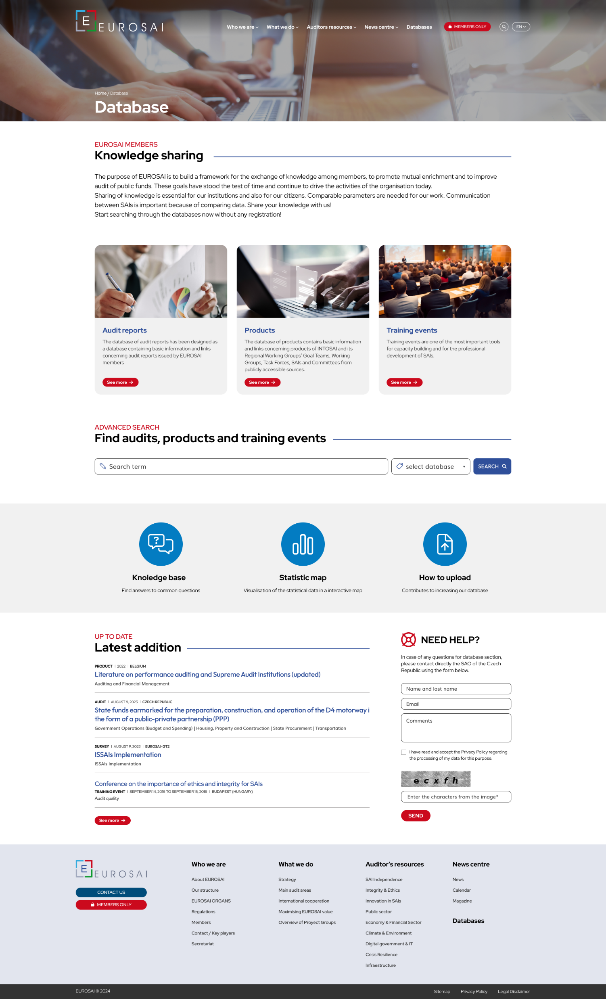 E EUROSAI
Who we are What we do Auditors resources News centre Databases MEMBERS ONLY EN
Home / Database
Database
EUROSAI MEMBERS
Knowledge sharing
The purpose of EUROSAI is to build a framework for the exchange of knowledge among members, to promote mutual enrichment and to improve
audit of public funds. These goals have stood the test of time and continue to drive the activities of the organisation today.
Sharing of knowledge is essential for our institutions and also for our citizens. Comparable parameters are needed for our work. Communication
between SAIs is important because of comparing data. Share your knowledge with us!
Start searching through the databases now without any registration!
Audit reports
The database of audit reports has been designed as
a database containing basic information and links
concerning audit reports issued by EUROSAI
members
See more
Products
The database of products contains basic information
and links concerning products of INTOSAI and its
Regional Working Groups' Goal Teams, Working
Groups, Task Forces, SAIs and Committees from
publicly accessible sources.
See more
Training events
Training events are one of the most important tools
for capacity building and for the professional
development of SAIs.
See more
ADVANCED SEARCH
Find audits, products and training events
Search term select database SEARCH
Knoledge base
Find answers to common questions
Statistic map
Visualisation of the statistical data in a interactive map
How to upload
Contributes to increasing our database
UP TO DATE
Latest addition
PRODUCT | 2022 | BELGIUM
Literature on performance auditing and Supreme Audit Institutions (updated)
Auditing and Financial Management
AUDIT | AUGUST 9, 2023 | CZECH REPUBLIC
State funds earmarked for the preparation, construction, and operation of the D4 motorway i
the form of a public-private partnership (PPP)
Government Operations (Budget and Spending) | Housing, Property and Construction | State Procurement | Transportation
SURVEY | AUGUST 9, 2023 | EUROSAI-GT2
ISSAIs Implementation
ISSAIs Implementation
Conference on the importance of ethics and integrity for SAIs
TRAINING EVENT | SEPTEMBER 14, 2016 TO SEPTEMBER 15, 2016 | BUDAPEST (HUNGARY)
Audit quality
See more
NEED HELP?
In case of any questions for database section,
please contact directly the SAO of the Czech
Republic using the form below.
Name and last name
Email
Comments
I have read and accept the Privacy Policy regarding
the processing of my data for this purpose.
e c x f h
Enter the characters from the image*
SEND
E EUROSAI
CONTACT US
MEMBERS ONLY
Who we are
About EUROSAI
Our structure
EUROSAI ORGANS
Regulations
Members
Contact / Key players
Secretariat
What we do
Strategy
Main audit areas
International cooperation
Maximising EUROSAI value
Overview of Proyect Groups
Auditor's resources
SAI Independence
Integrity & Ethics
Innovation in SAIs
Public sector
Economy & Financial Sector
Climate & Environment
Digital government & IT
Crisis Resilience
Infraestructure
News centre
News
Calendar
Magazine
Databases
EUROSAI © 2024
Sitemap Privacy Policy Legal Disclaimer